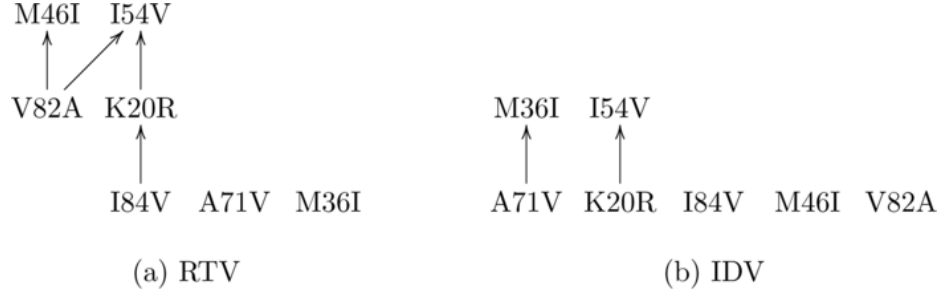 M46I I54V
V82A K20R
M36I I54V
I84V A71V M36I
A71V K20R I84V M46I V82A
(a) RTV
(b) IDV